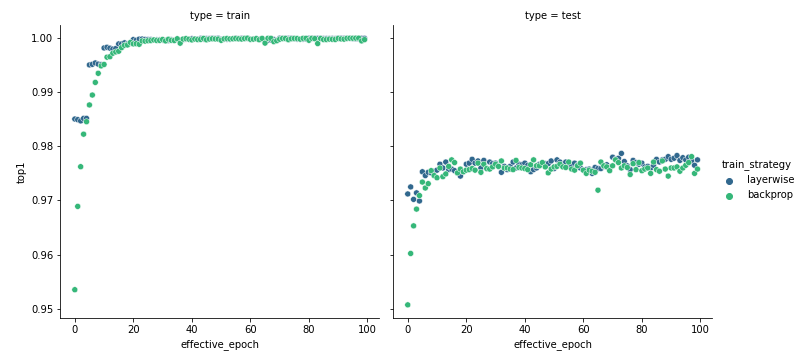 type = train
type = test
1.00
0.99
0.98
0.97
0.96
0.95
top1
0 20 40 60 80 100
effective_epoch
0 20 40 60 80 100
effective_epoch
train_strategy
layerwise
backprop